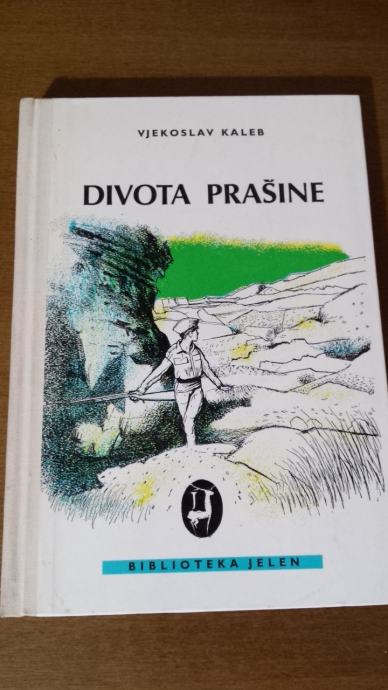 VJEKOSLAV KALEB
DIVOTA PRAŠINE
BIBLIOTEKA JELEN